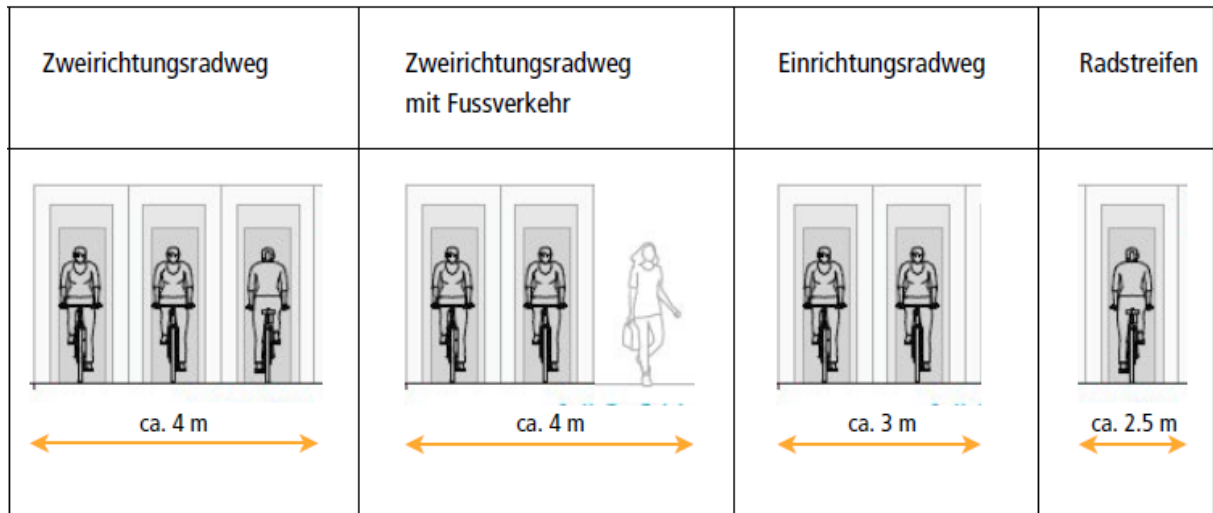 Zweirichtungsradweg
Zweirichtungsradweg
mit Fussverkehr
Einrichtungsradweg
Radstreifen
ca. 4 m
ca. 4 m
ca. 3 m
ca. 2.5 m